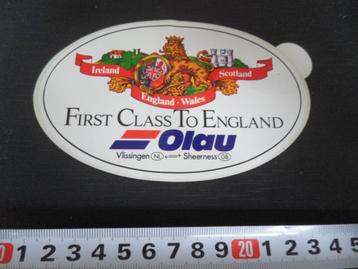 Ireland
Scotland
England - Wales
FIRST CLASS TO ENGLAND
Olau
Vlissingen NL Sheerness GB
0 1 2 3 4 5 6 7 8 9 20 1 2 3 4 5